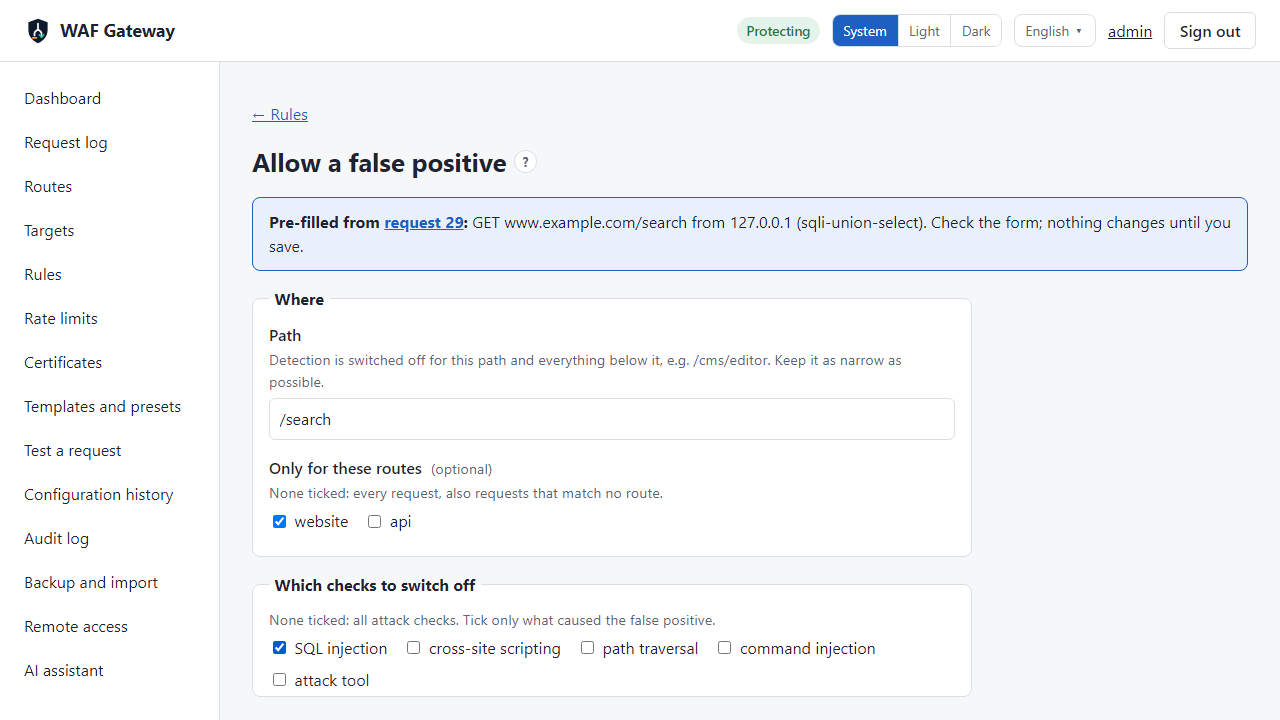 WAF Gateway
Protecting
System Light Dark
English ▼
admin
Sign out
Dashboard
Request log
Routes
Targets
Rules
Rate limits
Certificates
Templates and presets
Test a request
Configuration history
Audit log
Backup and import
Remote access
AI assistant
← Rules
Allow a false positive ?
Pre-filled from request 29: GET www.example.com/search from 127.0.0.1 (sqli-union-select). Check the form; nothing changes until you
save.
Where
Path
Detection is switched off for this path and everything below it, e.g. /cms/editor. Keep it as narrow as
possible.
/search
Only for these routes (optional)
None ticked: every request, also requests that match no route.
website api
Which checks to switch off
None ticked: all attack checks. Tick only what caused the false positive.
SQL injection cross-site scripting path traversal command injection
attack tool